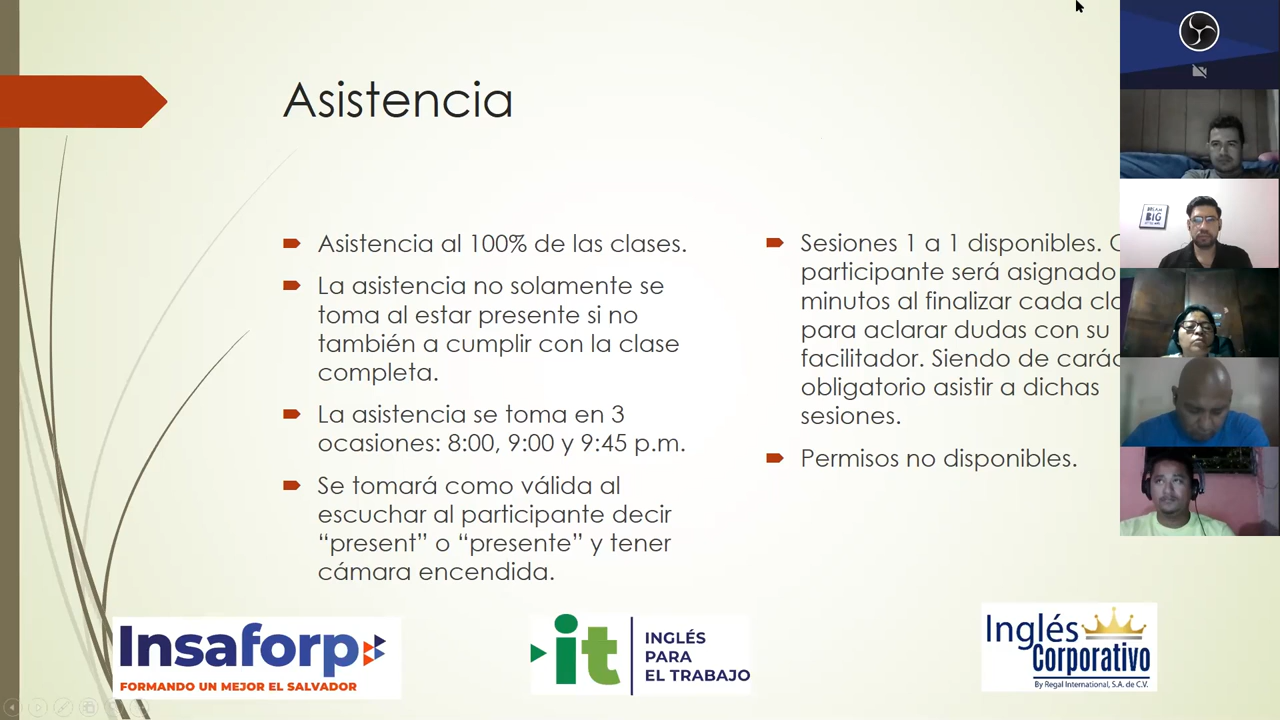 Asistencia
Asistencia al 100% de las clases.
La asistencia no solamente se
toma al estar presente si no
también a cumplir con la clase
completa.
La asistencia se toma en 3
ocasiones: 8:00, 9:00 y 9:45 p.m.
Se tomará como válida al
escuchar al participante decir
“present” o “presente” y tener
cámara encendida.
Sesiones 1 a 1 disponibles.
participante será asignado
minutos al finalizar cada
para aclarar dudas con su
facilitador. Siendo de
obligatorio asistir a dichas
sesiones.
Permisos no disponibles.
DREAM
BIG
Insaforp
FORMANDO UN MEJOR EL SALVADOR
it
INGLÉS
PARA
EL TRABAJO
Inglés
Corporativo
By Regal International, S.A. de C.V.